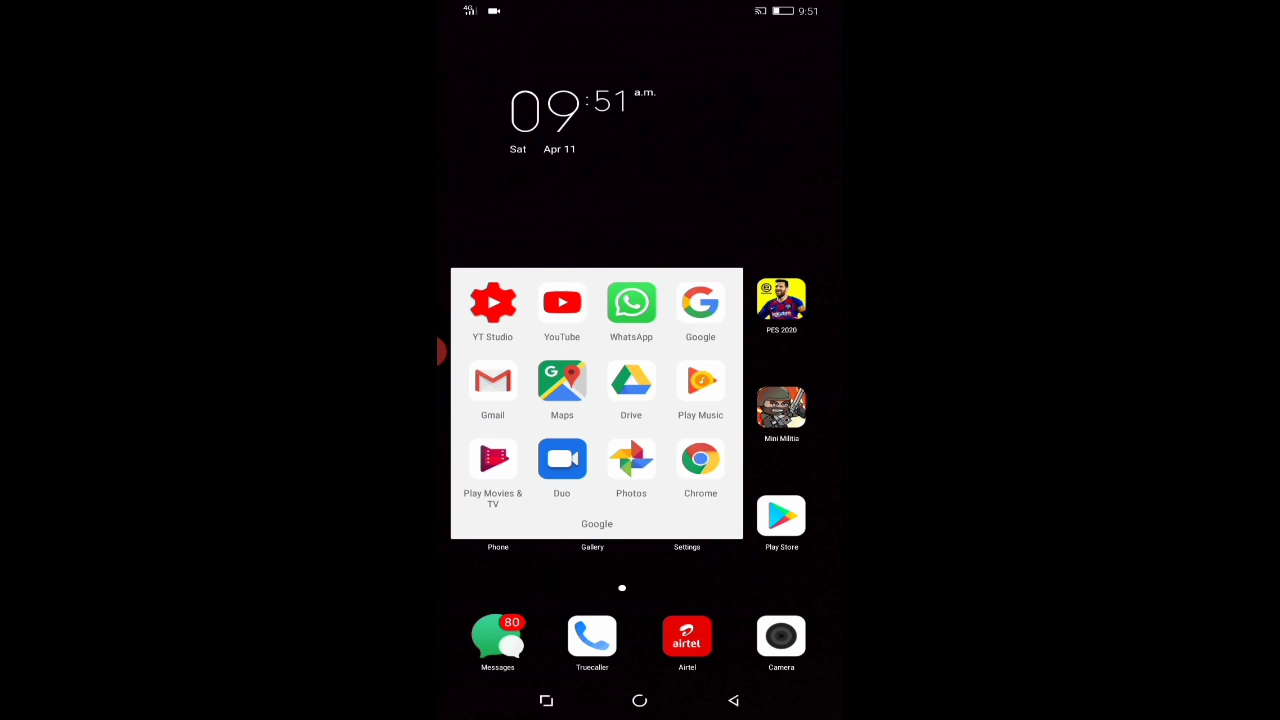 4G
9:51
09:51 a.m.
Sat Apr 11
YT Studio YouTube WhatsApp Google
PES 2020
Gmail Maps Drive Play Music
Mini Militia
Play Movies & TV Duo Photos Chrome
Google
Phone Gallery Settings Play Store
80
airtel
Messages Truecaller Airtel Camera